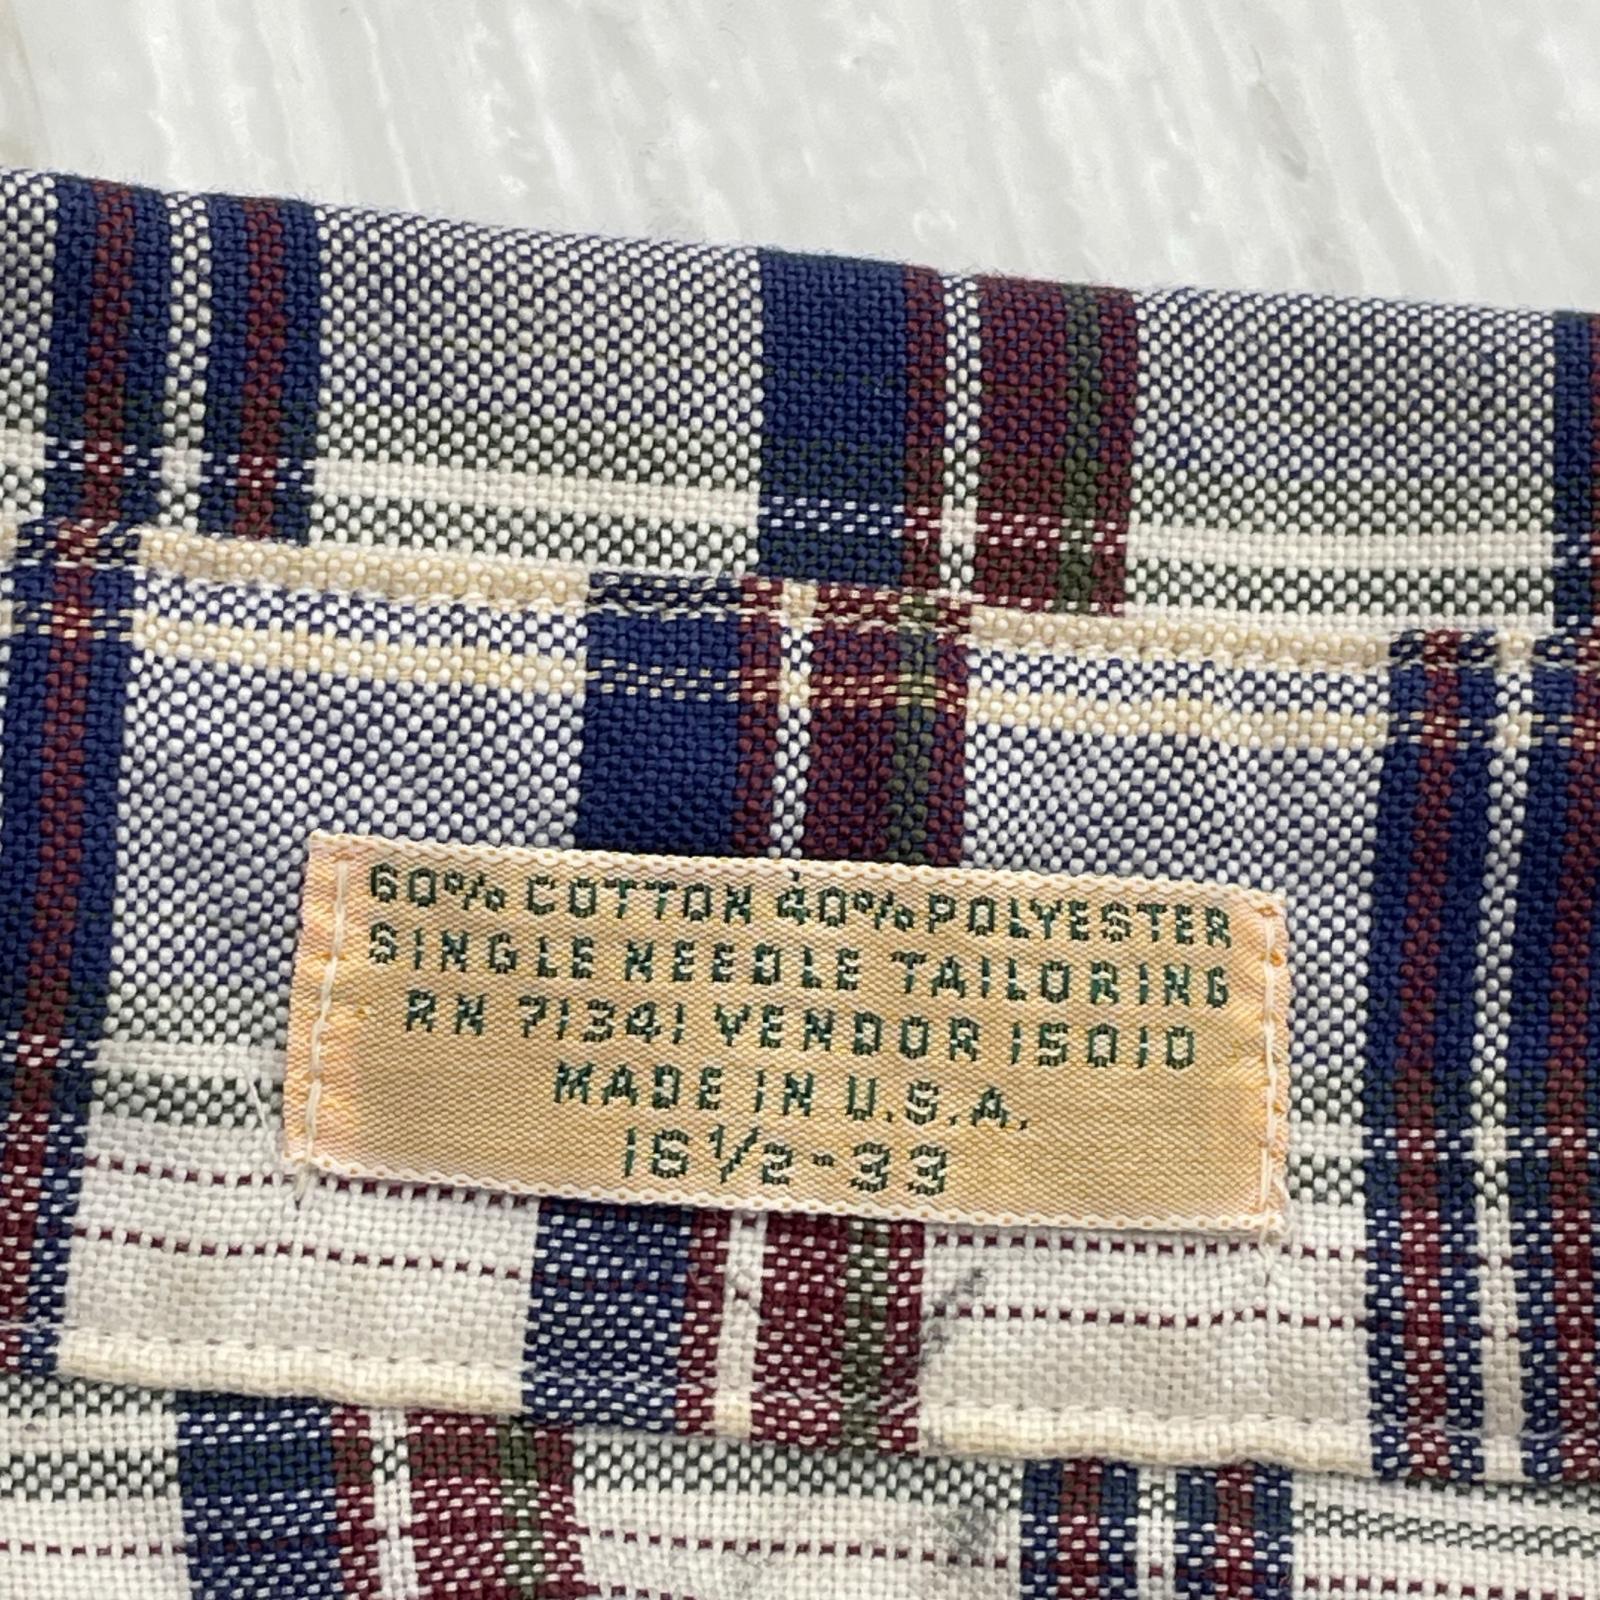 60% COTTON 40% POLYESTER
SINGLE NEEDLE TAILORING
RN 71341 VENDOR 15010
MADE IN U.S.A.
16 1/2-33